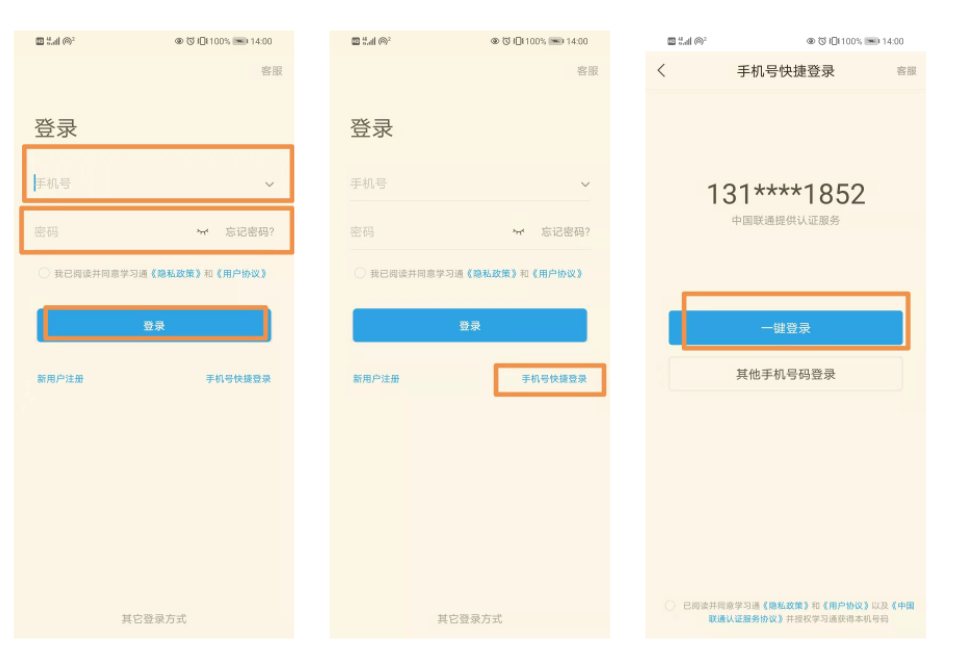 100% 14:00
客服
登录
手机号
密码 忘记密码?
我已阅读并同意学习通《隐私政策》和《用户协议》
登录
新用户注册 手机号快捷登录
其它登录方式
100% 14:00
客服
登录
手机号
密码 忘记密码?
我已阅读并同意学习通《隐私政策》和《用户协议》
登录
新用户注册 手机号快捷登录
其它登录方式
100% 14:00
手机号快捷登录 客服
131****1852
中国联通提供认证服务
一键登录
其他手机号码登录
已阅读并同意学习通《隐私政策》和《用户协议》以及《中国
联通认证服务协议》并授权学习通获得本机号码